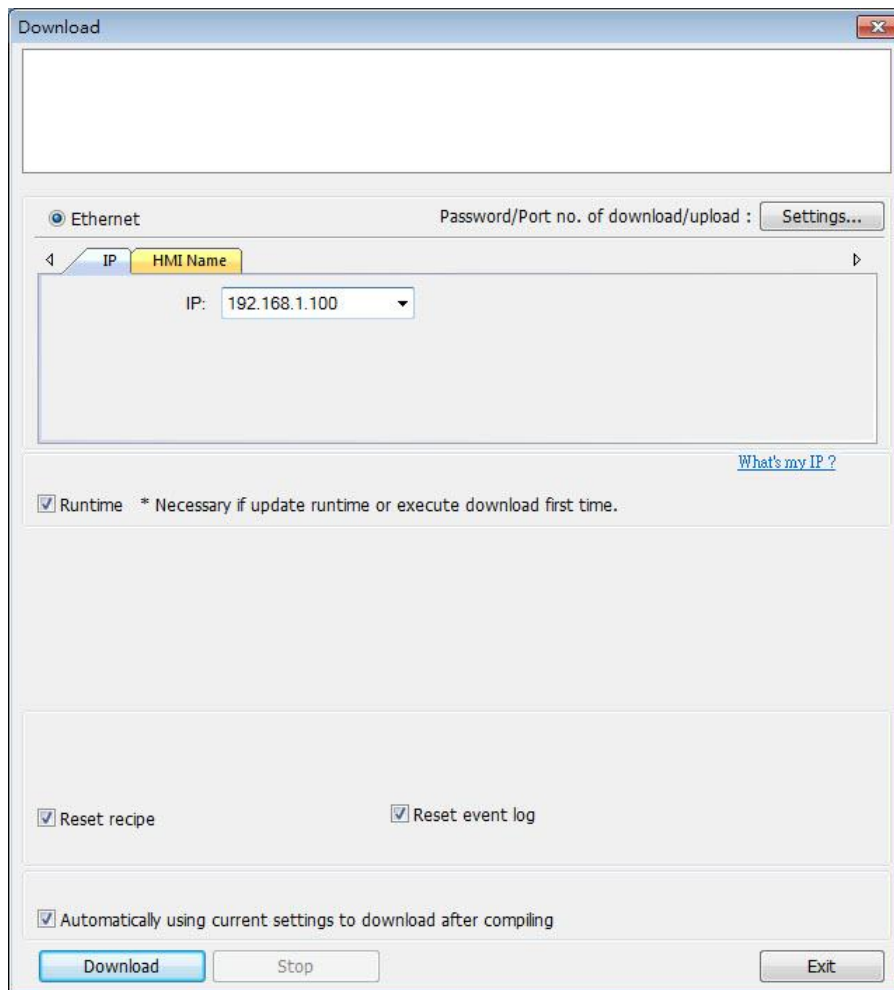 Download
Ethernet
Password/Port no. of download/upload :
Settings...
IP
HMI Name
IP:
192.168.1.100
What's my IP ?
Runtime * Necessary if update runtime or execute download first time.
Reset recipe
Reset event log
Automatically using current settings to download after compiling
Download
Stop
Exit